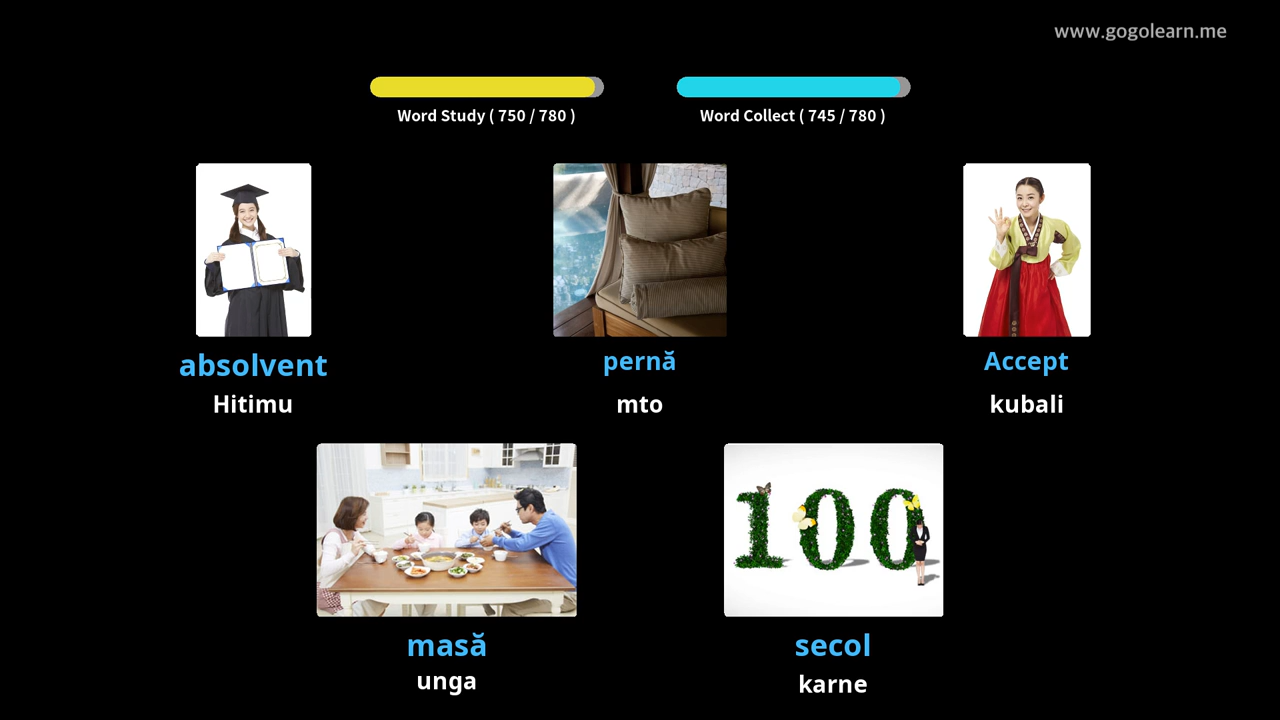 www.gogolearn.me
Word Study ( 750 / 780 )
Word Collect ( 745 / 780 )
absolvent
Hitimu
pernă
mto
Accept
kubali
masă
unga
secol
karne